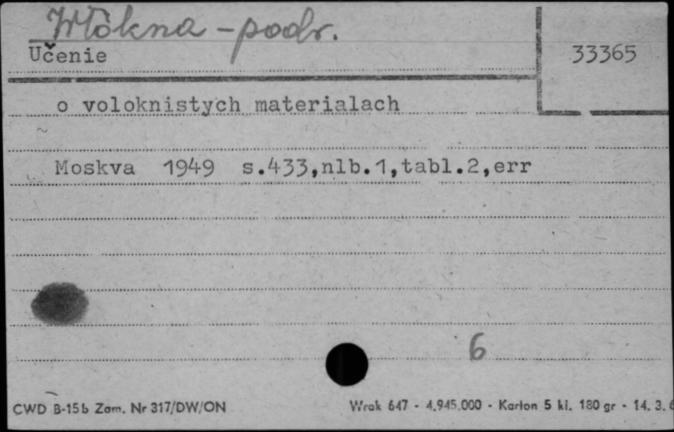 Włókna - podr.
Učenie
33365
o voloknistych materialach
Moskva 1949 s.433,nlb.1,tabl.2,err
6
CWD B-15b Zam. Nr 317/DW/ON
Wrak 647 - 4.945.000 - Karton 5 kl. 180 gr - 14. 3.